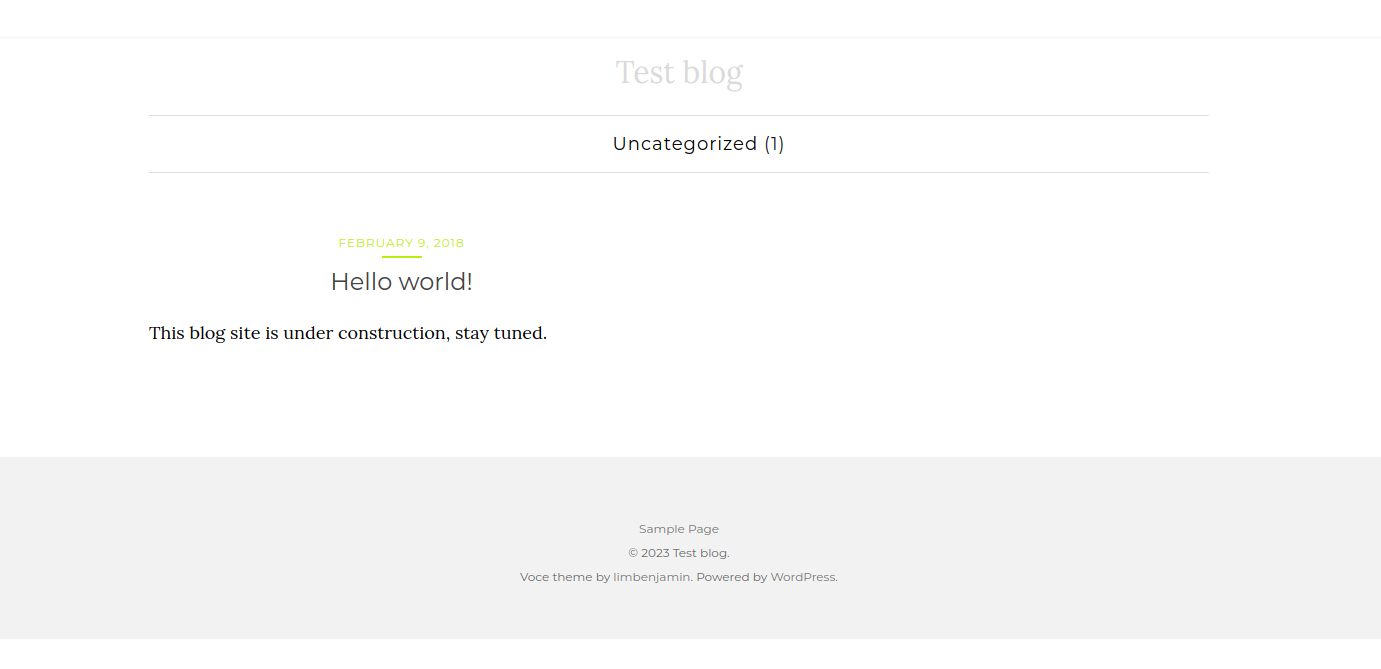 Test blog
Uncategorized (1)
FEBRUARY 9, 2018
Hello world!
This blog site is under construction, stay tuned.
Sample Page
© 2023 Test blog.
Voce theme by limbenjamin. Powered by WordPress.